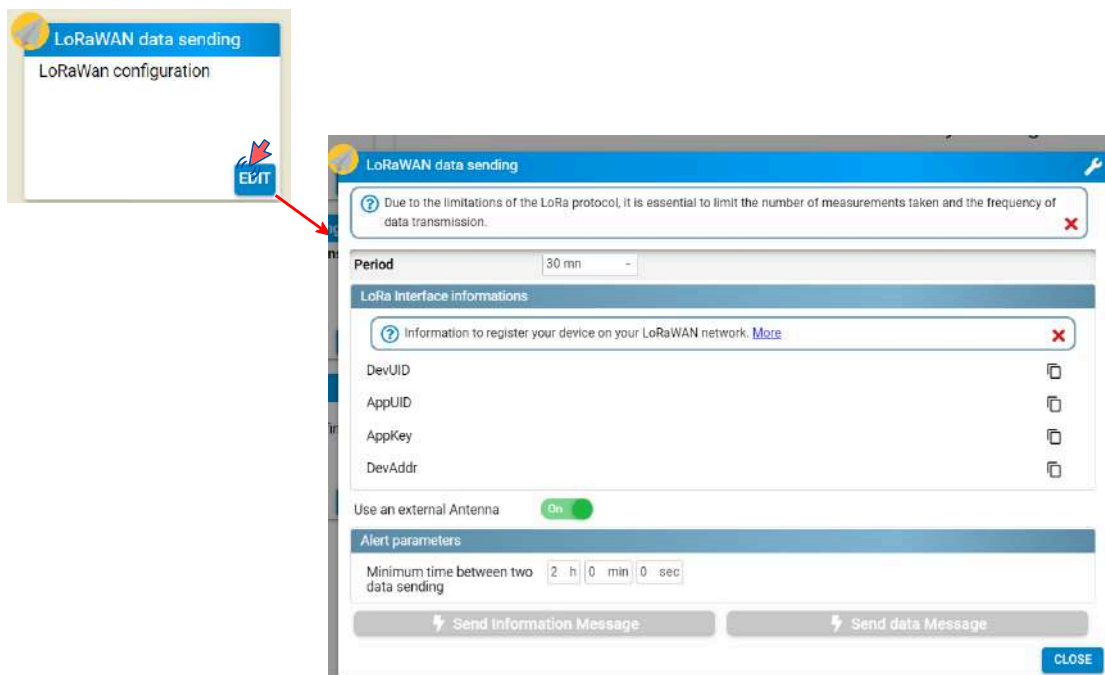 LoRaWAN data sending
LoRaWan configuration
EDIT
LoRaWAN data sending
Due to the limitations of the LoRa protocol, it is essential to limit the number of measurements taken and the frequency of
data transmission.
Period 30 mn
LoRa Interface informations
Information to register your device on your LoRaWAN network. More
DevUID
AppUID
AppKey
DevAddr
Use an external Antenna On
Alert parameters
Minimum time between two 2 h 0 min 0 sec
data sending
Send Information Message Send data Message
CLOSE